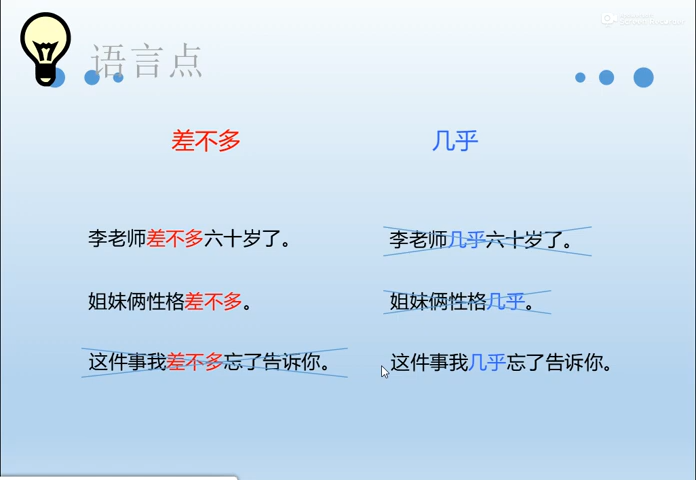 语言点
差不多 几乎
李老师差不多六十岁了。 李老师几乎六十岁了。
姐妹俩性格差不多。 姐妹俩性格几乎。
这件事我差不多忘了告诉你。 这件事我几乎忘了告诉你。